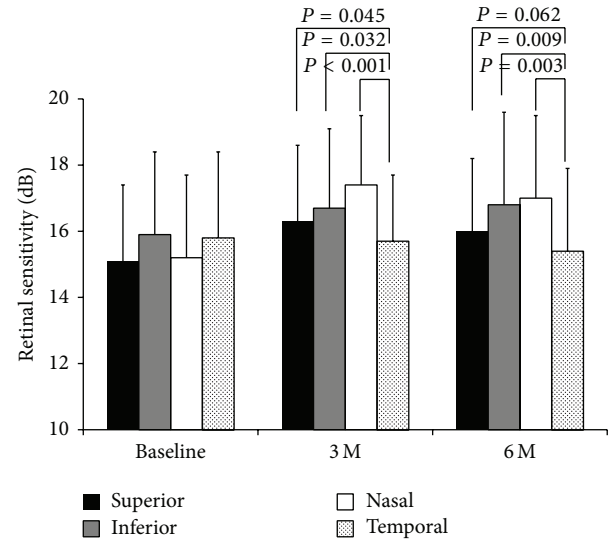 P = 0.045
P = 0.032
P < 0.001
P = 0.062
P = 0.009
P = 0.003
20
18
16
14
12
10
Retinal sensitivity (dB)
Baseline
3 M
6 M
Superior
Inferior
Nasal
Temporal